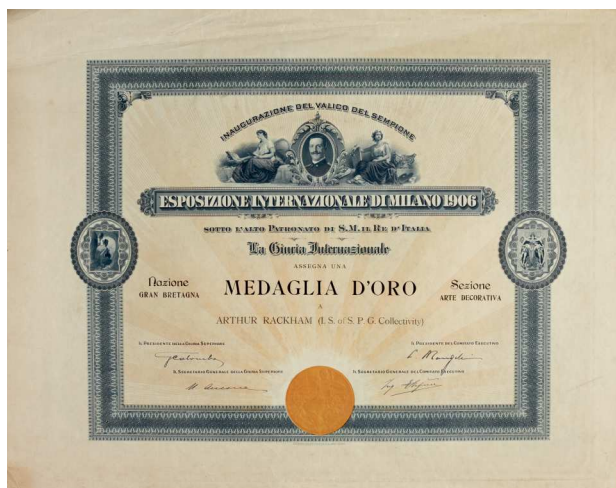 INAUGURAZIONE DEL VALICO DEL SEMPIONE
ESPOSIZIONE INTERNAZIONALE DI MILANO 1906
SOTTO L'ALTO PATRONATO DI S.M. IL RE D'ITALIA
La Giuria Internazionale
ASSEGNA UNA
Nazione
GRAN BRETAGNA
MEDAGLIA D'ORO
Sezione
ARTE DECORATIVA
A
ARTHUR RACKHAM (I. S. of S. P. G. Collectivity)
IL PRESIDENTE DELLA GIURIA SUPERIORE
IL PRESIDENTE DEL COMITATO ESECUTIVO
IL SEGRETARIO GENERALE DELLA GIURIA SUPERIORE
IL SEGRETARIO GENERALE DEL COMITATO ESECUTIVO